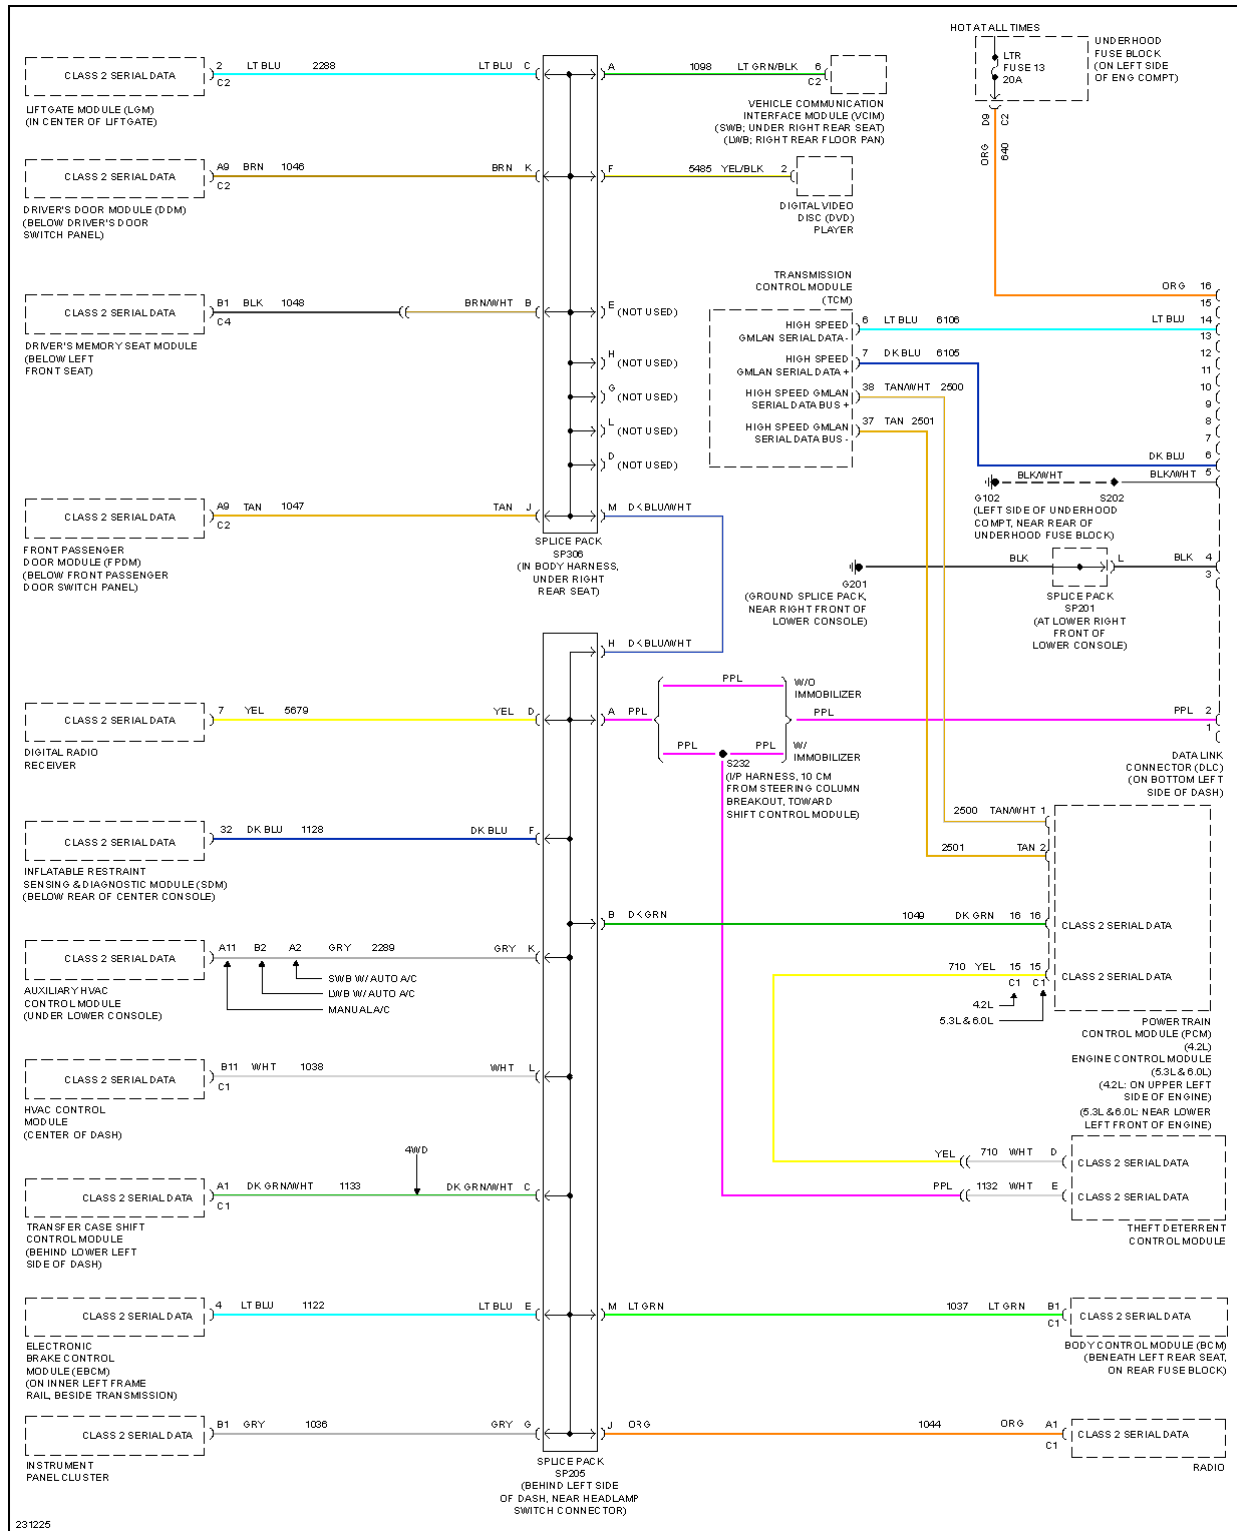 HOT AT ALL TIMES
UNDERHOOD
FUSE BLOCK
(ON LEFT SIDE
OF ENG COMPT)
LTR
FUSE 13
20A
D9
C2
ORG
640
CLASS 2 SERIAL DATA
2 LT BLU 2288 LT BLU C
C2
LIFTGATE MODULE (LGM)
(IN CENTER OF LIFTGATE)
A 1098 LT GRN/BLK 6
C2
VEHICLE COMMUNICATION
INTERFACE MODULE (VCIM)
(SWB; UNDER RIGHT REAR SEAT)
(LWB; RIGHT REAR FLOOR PAN)
CLASS 2 SERIAL DATA
A9 BRN 1046 BRN K
C2
DRIVER'S DOOR MODULE (DDM)
(BELOW DRIVER'S DOOR
SWITCH PANEL)
F 5485 YEL/BLK 2
DIGITAL VIDEO
DISC (DVD)
PLAYER
CLASS 2 SERIAL DATA
B1 BLK 1048 BRN/WHT B
C4
DRIVER'S MEMORY SEAT MODULE
(BELOW LEFT
FRONT SEAT)
E (NOT USED)
H (NOT USED)
G (NOT USED)
L (NOT USED)
D (NOT USED)
TRANSMISSION
CONTROL MODULE
(TCM)
HIGH SPEED
GMLAN SERIAL DATA-
6 LT BLU 6106 LT BLU
HIGH SPEED
GMLAN SERIAL DATA +
7 DK BLU 6105
HIGH SPEED GMLAN
SERIAL DATA BUS +
38 TAN/WHT 2500
HIGH SPEED GMLAN
SERIAL DATA BUS -
37 TAN 2501
ORG 16
15
14
13
12
11
10
9
8
7
DK BLU 6
BLK/WHT BLK/WHT 5
G102 S202
(LEFT SIDE OF UNDERHOOD
COMPT, NEAR REAR OF
UNDERHOOD FUSE BLOCK)
CLASS 2 SERIAL DATA
A9 TAN 1047 TAN J
C2
FRONT PASSENGER
DOOR MODULE (FPDM)
(BELOW FRONT PASSENGER
DOOR SWITCH PANEL)
M DK BLU/WHT
SPLICE PACK
SP306
(IN BODY HARNESS,
UNDER RIGHT
REAR SEAT)
BLK L BLK 4
3
G201
(GROUND SPLICE PACK,
NEAR RIGHT FRONT OF
LOWER CONSOLE)
SPLICE PACK
SP201
(AT LOWER RIGHT
FRONT OF
LOWER CONSOLE)
H DK BLU/WHT
CLASS 2 SERIAL DATA
7 YEL 5679 YEL D
DIGITAL RADIO
RECEIVER
A PPL
PPL W/O
IMMOBILIZER
PPL PPL 2
1
PPL PPL W/
IMMOBILIZER
S232
(I/P HARNESS, 10 CM
FROM STEERING COLUMN
BREAKOUT, TOWARD
SHIFT CONTROL MODULE)
DATA LINK
CONNECTOR (DLC)
(ON BOTTOM LEFT
SIDE OF DASH)
CLASS 2 SERIAL DATA
32 DK BLU 1128 DK BLU F
INFLATABLE RESTRAINT
SENSING & DIAGNOSTIC MODULE (SDM)
(BELOW REAR OF CENTER CONSOLE)
2500 TAN/WHT 1
2501 TAN 2
B DK GRN 1049 DK GRN 16 16
CLASS 2 SERIAL DATA
710 YEL 15 15
C1 C1
CLASS 2 SERIAL DATA
4.2L
5.3L & 6.0L
POWERTRAIN
CONTROL MODULE (PCM)
(4.2L)
ENGINE CONTROL MODULE
(5.3L & 6.0L)
(4.2L: ON UPPER LEFT
SIDE OF ENGINE)
(5.3L & 6.0L: NEAR LOWER
LEFT FRONT OF ENGINE)
CLASS 2 SERIAL DATA
A11 B2 A2 GRY 2289 GRY K
SWB W/ AUTO A/C
LWB W/ AUTO A/C
MANUAL A/C
AUXILIARY HVAC
CONTROL MODULE
(UNDER LOWER CONSOLE)
CLASS 2 SERIAL DATA
B11 WHT 1038 WHT L
C1
HVAC CONTROL
MODULE
(CENTER OF DASH)
YEL 710 WHT D
CLASS 2 SERIAL DATA
PPL 1132 WHT E
CLASS 2 SERIAL DATA
THEFT DETERRENT
CONTROL MODULE
4WD
CLASS 2 SERIAL DATA
A1 DK GRN/WHT 1133 DK GRN/WHT C
C1
TRANSFER CASE SHIFT
CONTROL MODULE
(BEHIND LOWER LEFT
SIDE OF DASH)
CLASS 2 SERIAL DATA
4 LT BLU 1122 LT BLU E
ELECTRONIC
BRAKE CONTROL
MODULE (EBCM)
(ON INNER LEFT FRAME
RAIL, BESIDE TRANSMISSION)
M LT GRN 1037 LT GRN B1
C1
CLASS 2 SERIAL DATA
BODY CONTROL MODULE (BCM)
(BENEATH LEFT REAR SEAT,
ON REAR FUSE BLOCK)
CLASS 2 SERIAL DATA
B1 GRY 1036 GRY G
INSTRUMENT
PANEL CLUSTER
J ORG 1044 ORG A1
C1
CLASS 2 SERIAL DATA
RADIO
SPLICE PACK
SP205
(BEHIND LEFT SIDE
OF DASH, NEAR HEADLAMP
SWITCH CONNECTOR)
231225